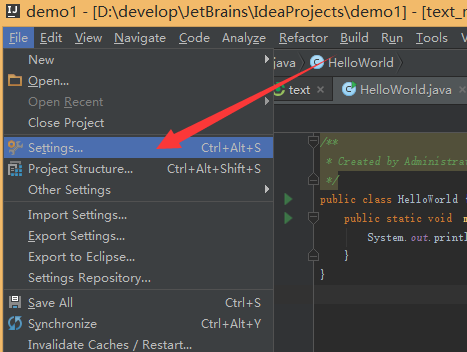 IJ demo1 - [D:\develop\JetBrains\IdeaProjects\demo1] - [text_
File Edit View Navigate Code Analyze Refactor Build Run Tools
New
Open...
Open Recent
Close Project
Settings... Ctrl+Alt+S
Project Structure... Ctrl+Alt+Shift+S
Other Settings
Import Settings...
Export Settings...
Export to Eclipse...
Settings Repository...
Save All Ctrl+S
Synchronize Ctrl+Alt+Y
Invalidate Caches / Restart...
java HelloWorld
text HelloWorld.java
/**
* Created by Administra
*/
public class HelloWorld
public static void
System.out.printl
}
}